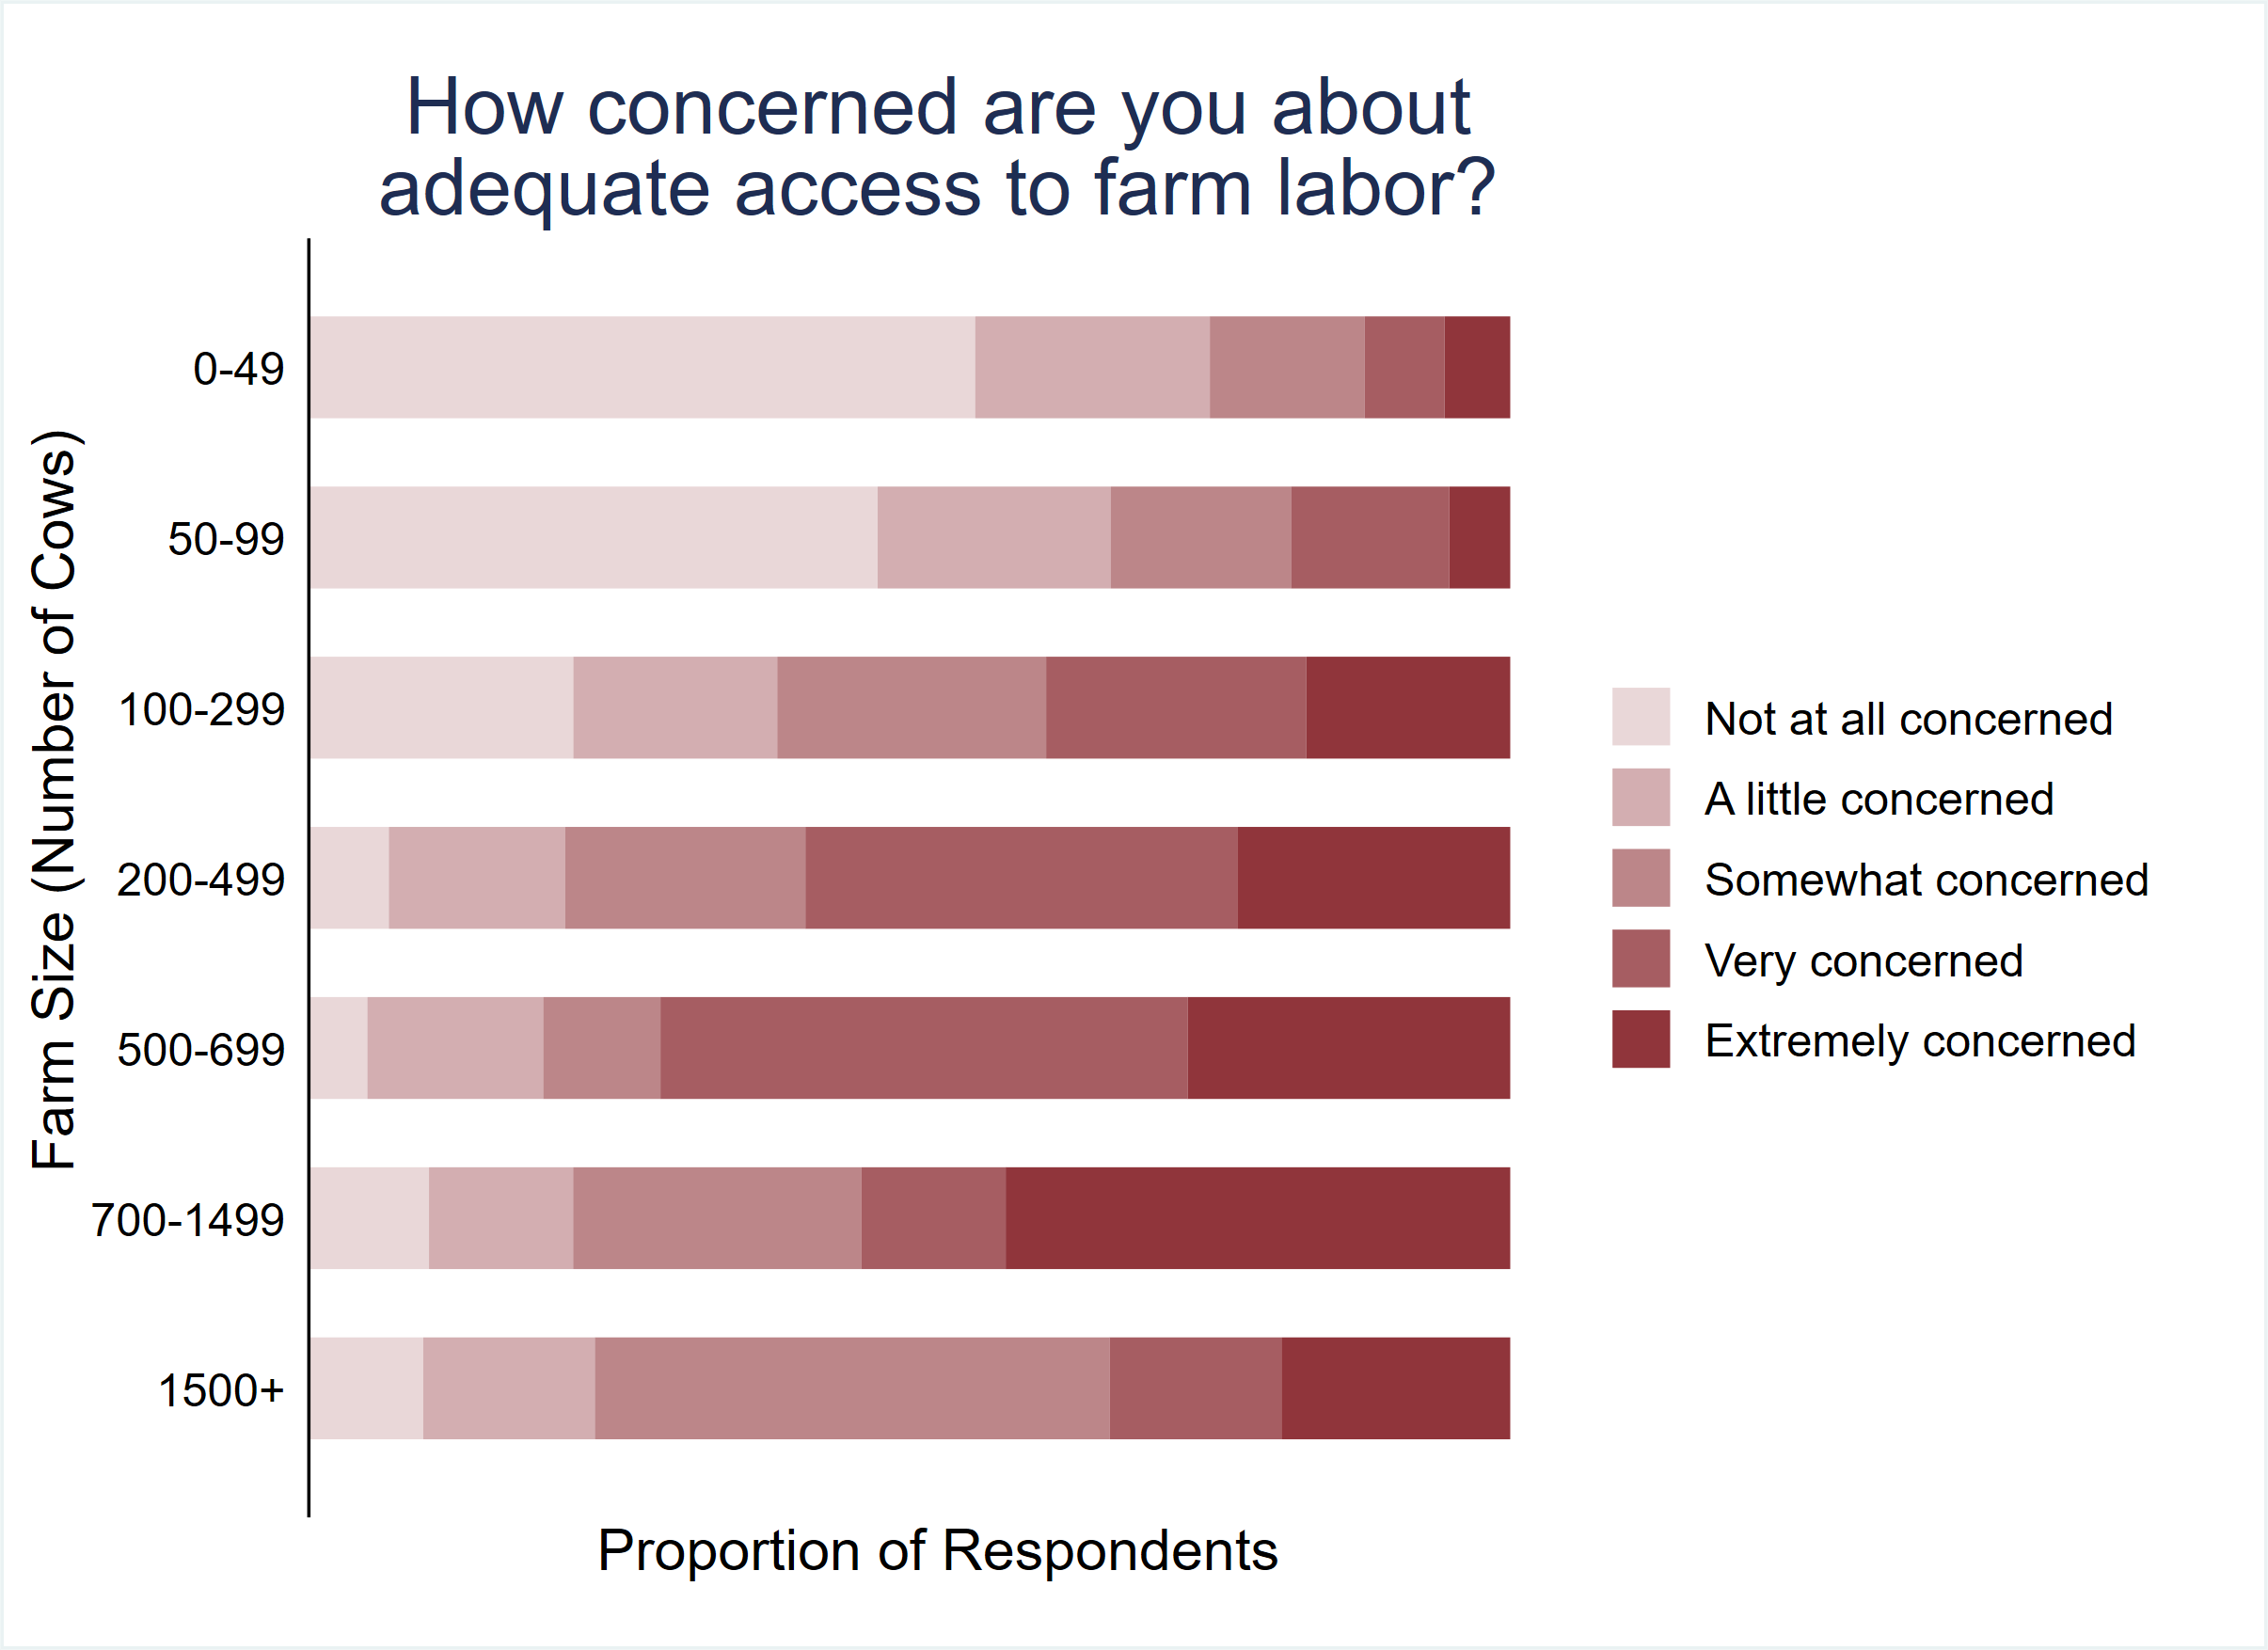 How concerned are you about
adequate access to farm labor?
Farm Size (Number of Cows)
0-49
50-99
100-299
200-499
500-699
700-1499
1500+
Proportion of Respondents
Not at all concerned
A little concerned
Somewhat concerned
Very concerned
Extremely concerned